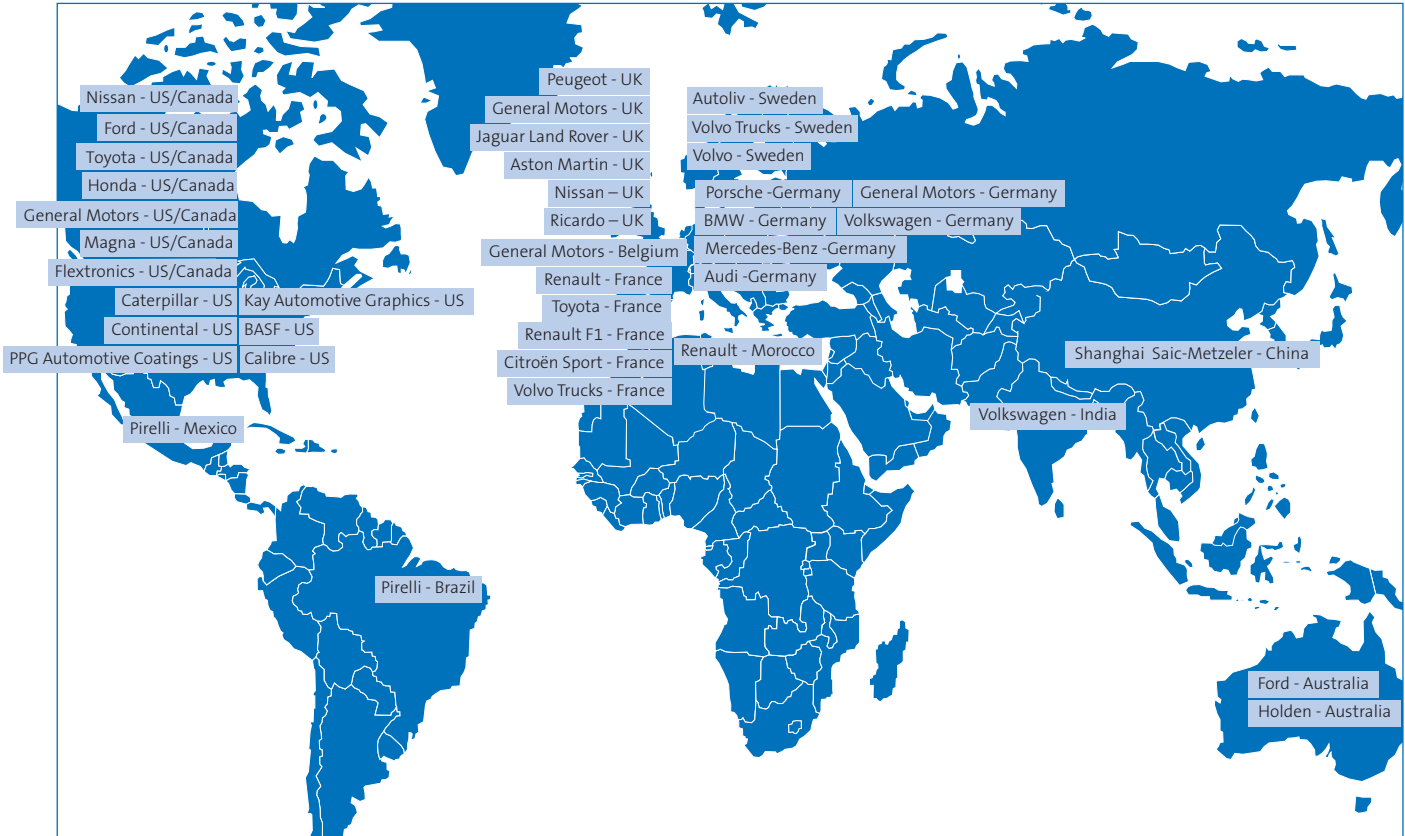 Nissan - US/Canada
Ford - US/Canada
Toyota - US/Canada
Honda - US/Canada
General Motors - US/Canada
Magna - US/Canada
Flextronics - US/Canada
Caterpillar - US
Kay Automotive Graphics - US
Continental - US
BASF - US
PPG Automotive Coatings - US
Calibre - US
Pirelli - Mexico
Pirelli - Brazil
Peugeot - UK
General Motors - UK
Jaguar Land Rover - UK
Aston Martin - UK
Nissan – UK
Ricardo – UK
General Motors - Belgium
Renault - France
Toyota - France
Renault F1 - France
Citroën Sport - France
Volvo Trucks - France
Autoliv - Sweden
Volvo Trucks - Sweden
Volvo - Sweden
Porsche -Germany
General Motors - Germany
BMW - Germany
Volkswagen - Germany
Mercedes-Benz -Germany
Audi -Germany
Renault - Morocco
Shanghai Saic-Metzeler - China
Volkswagen - India
Ford - Australia
Holden - Australia